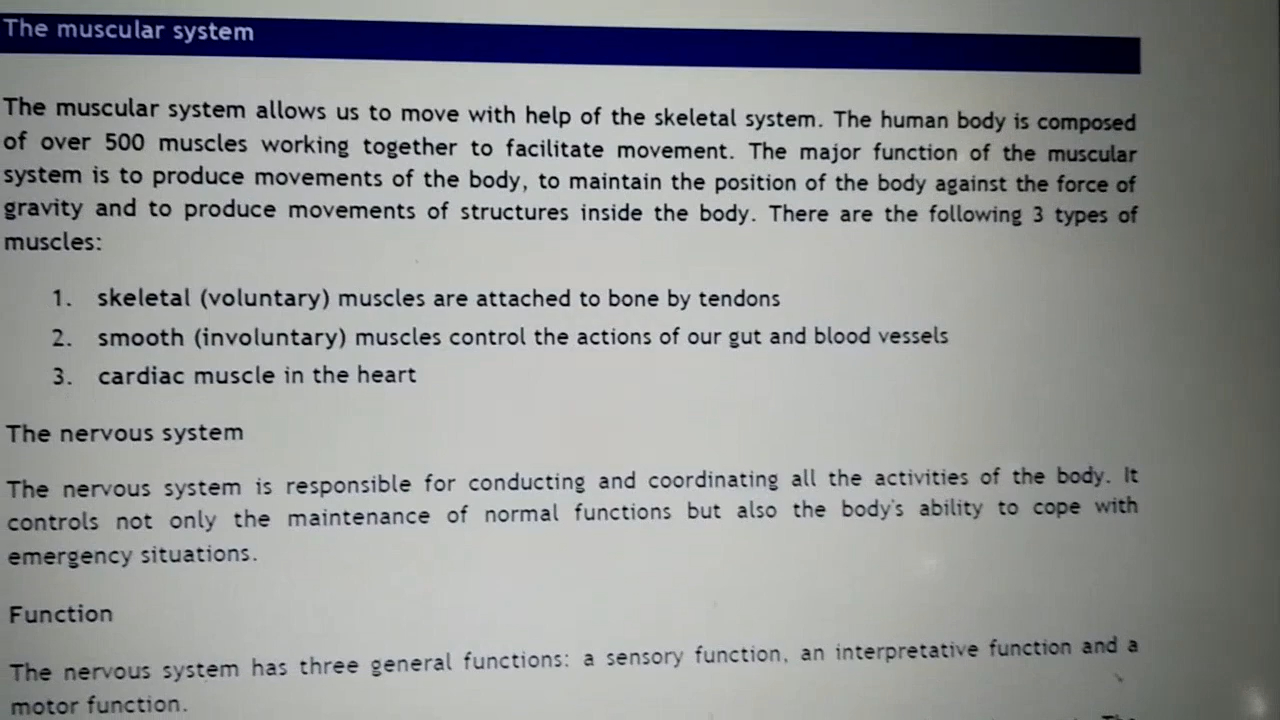 The muscular system
The muscular system allows us to move with help of the skeletal system. The human body is composed
of over 500 muscles working together to facilitate movement. The major function of the muscular
system is to produce movements of the body, to maintain the position of the body against the force of
gravity and to produce movements of structures inside the body. There are the following 3 types of
muscles:
1. skeletal (voluntary) muscles are attached to bone by tendons
2. smooth (involuntary) muscles control the actions of our gut and blood vessels
3. cardiac muscle in the heart
The nervous system
The nervous system is responsible for conducting and coordinating all the activities of the body. It
controls not only the maintenance of normal functions but also the body's ability to cope with
emergency situations.
Function
The nervous system has three general functions: a sensory function, an interpretative function and a
motor function.